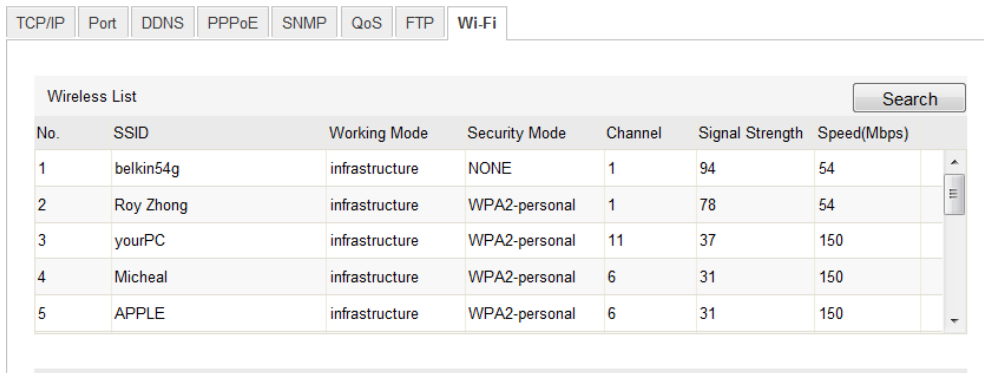 TCP/IP Port DDNS PPPoE SNMP QoS FTP Wi-Fi
Wireless List Search
No. SSID Working Mode Security Mode Channel Signal Strength Speed(Mbps)
1 belkin54g infrastructure NONE 1 94 54
2 Roy Zhong infrastructure WPA2-personal 1 78 54
3 yourPC infrastructure WPA2-personal 11 37 150
4 Micheal infrastructure WPA2-personal 6 31 150
5 APPLE infrastructure WPA2-personal 6 31 150